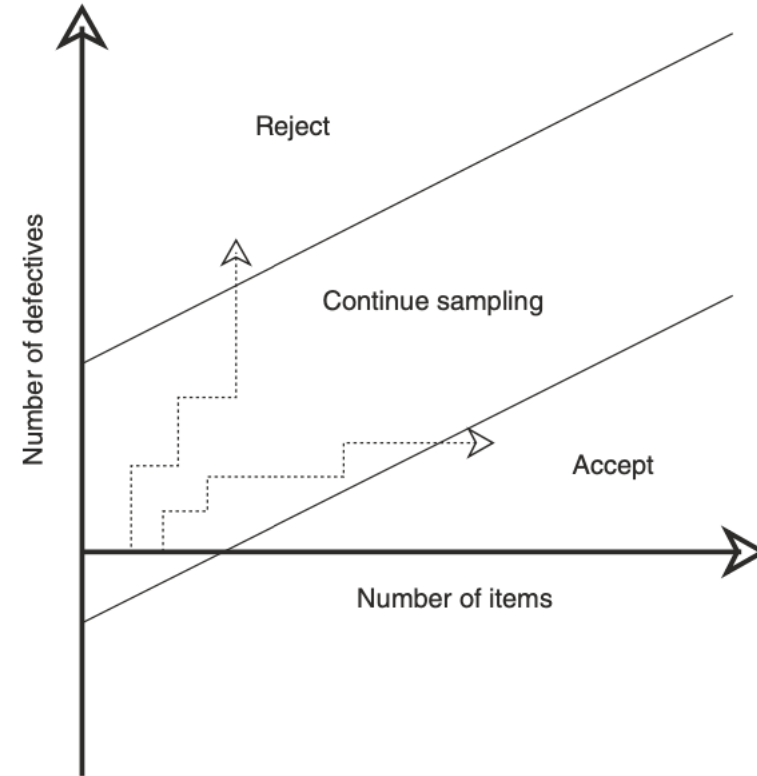 Reject
Number of defectives
Continue sampling
Accept
Number of items